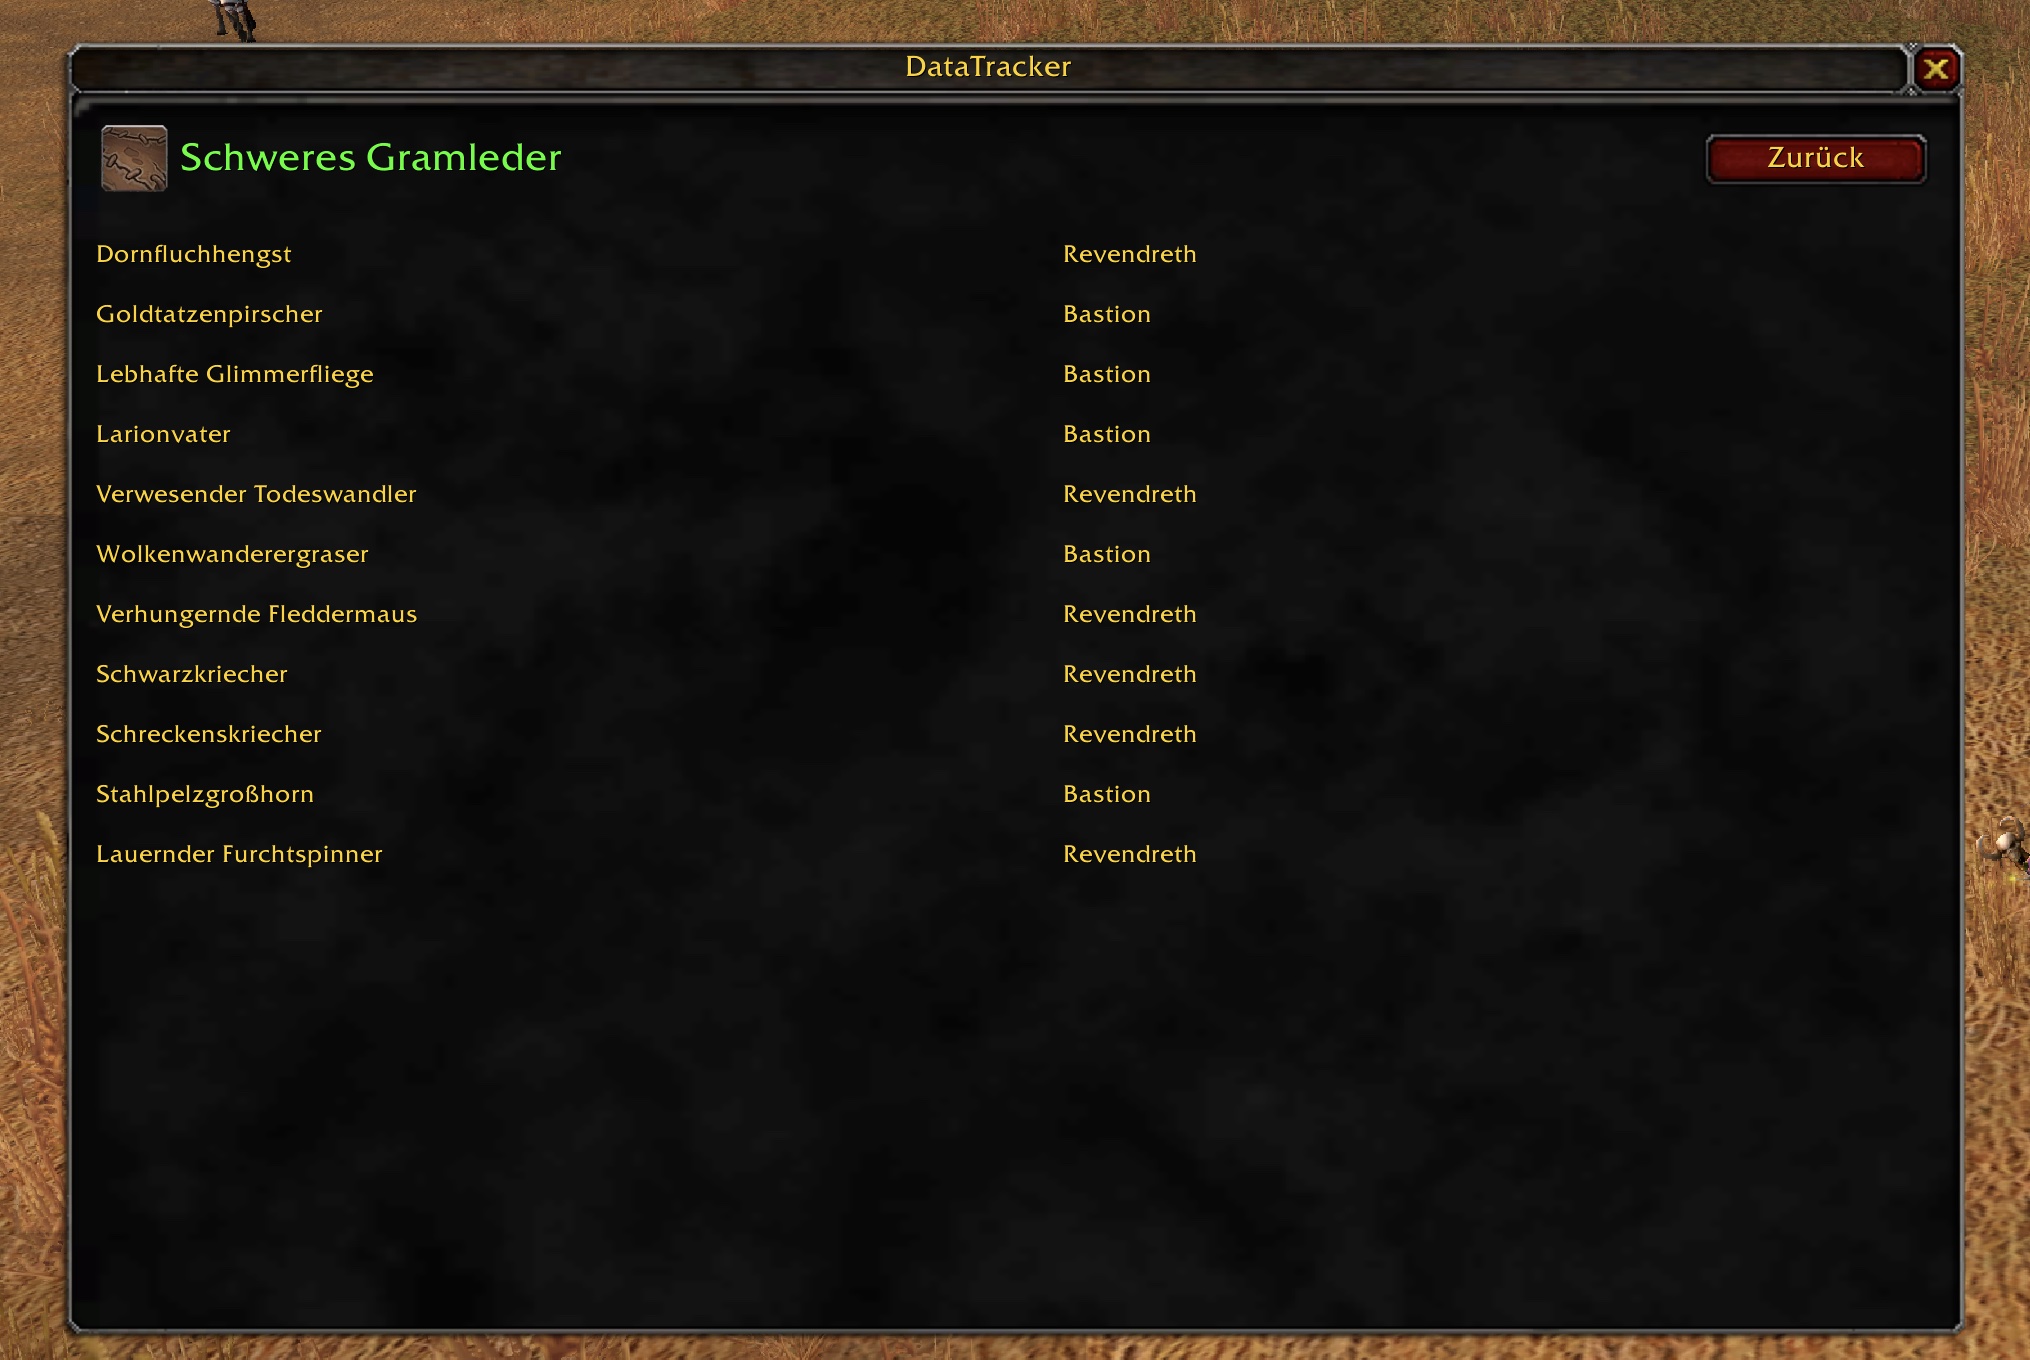 DataTracker
Schweres Gramleder
Zurück
Dornfluchhengst Revendreth
Goldtatzenpirscher Bastion
Lebhafte Glimmerfliege Bastion
Larionvater Bastion
Verwesender Todeswandler Revendreth
Wolkenwanderergraser Bastion
Verhungernde Fleddermaus Revendreth
Schwarzkriecher Revendreth
Schreckenskriecher Revendreth
Stahlpelzgroßhorn Bastion
Lauernder Furchtspinner Revendreth